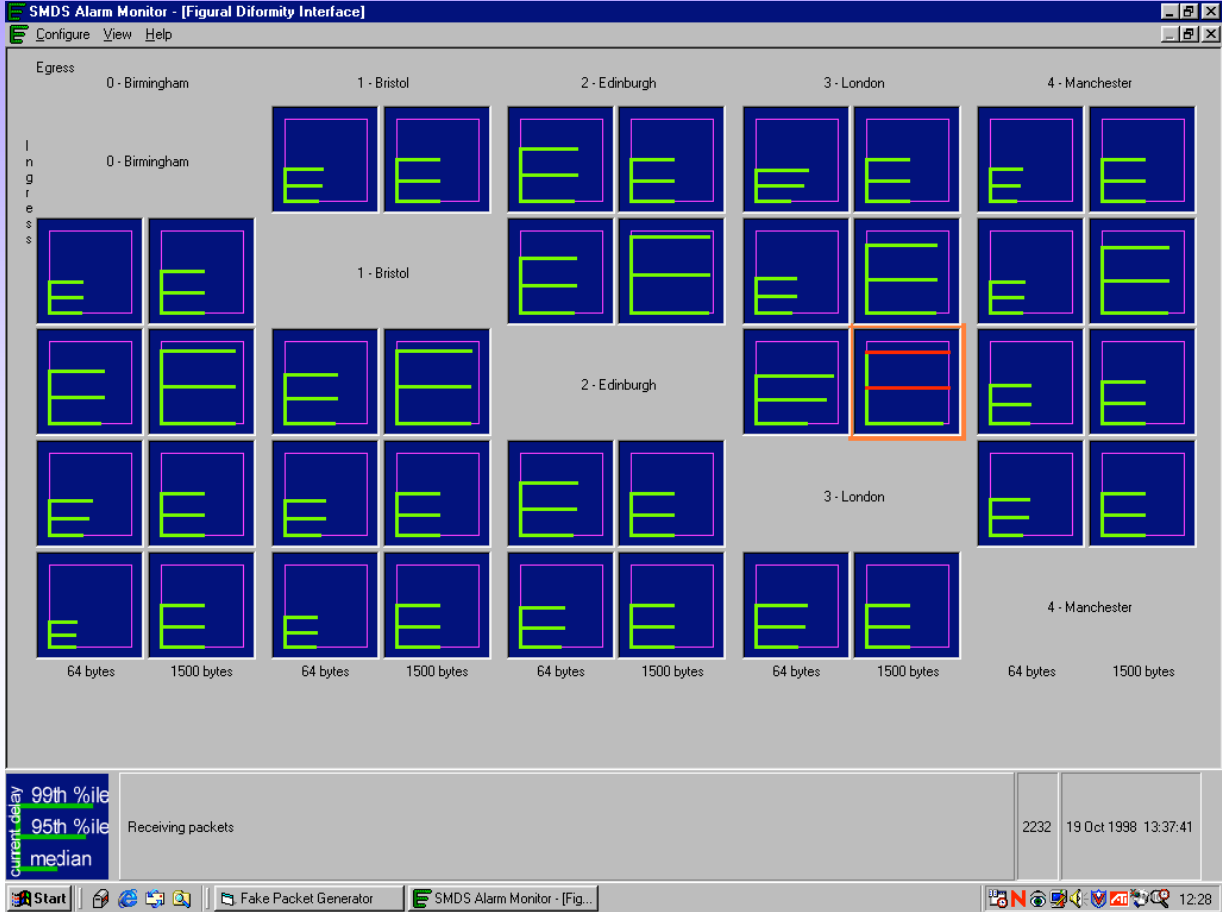 SMDS Alarm Monitor - [Figural Diformity Interface]
Configure View Help
Egress
0 - Birmingham 1 - Bristol 2 - Edinburgh 3 - London 4 - Manchester
Ingress
0 - Birmingham
1 - Bristol
2 - Edinburgh
3 - London
4 - Manchester
64 bytes 1500 bytes 64 bytes 1500 bytes 64 bytes 1500 bytes 64 bytes 1500 bytes 64 bytes 1500 bytes
current delay
99th %ile
95th %ile
median
Receiving packets
2232
19 Oct 1998 13:37:41
Start
Fake Packet Generator
SMDS Alarm Monitor - [Fig...
12:28